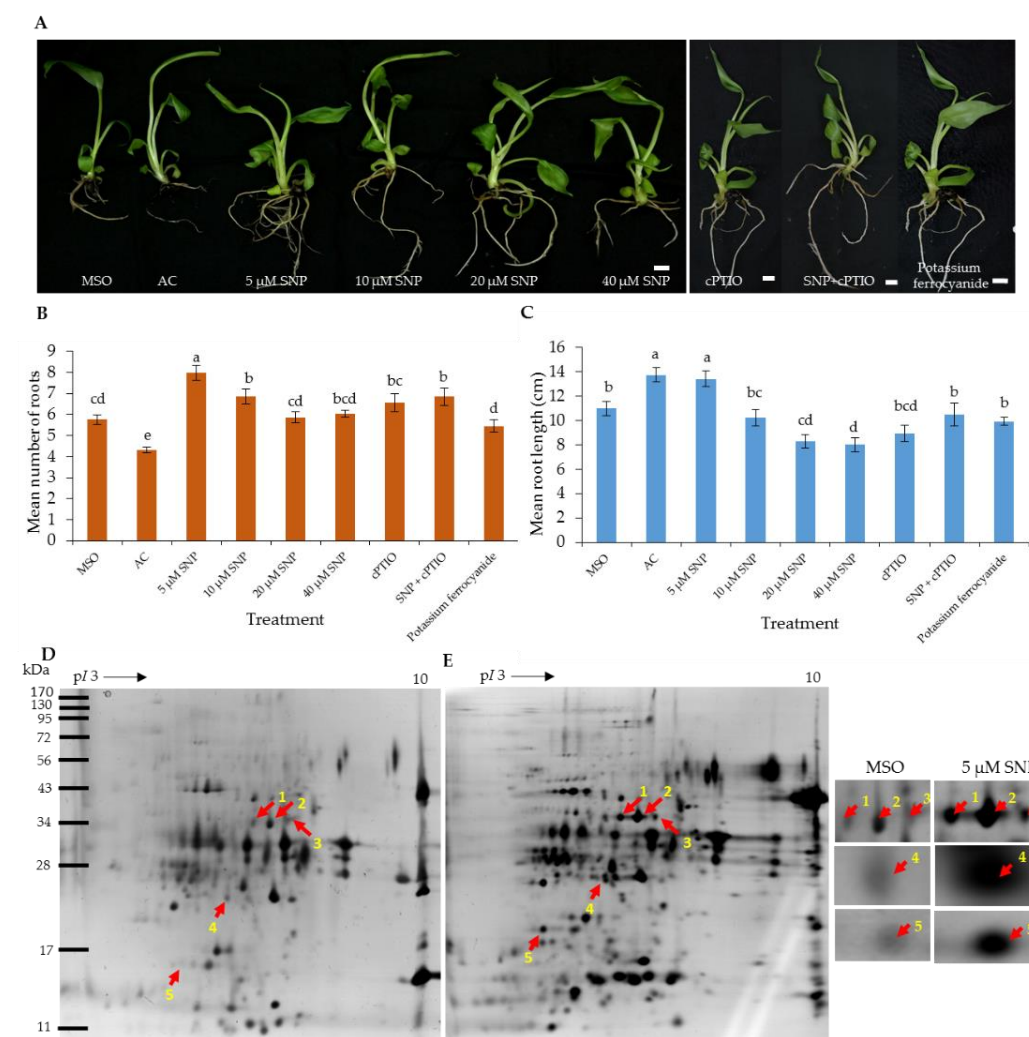 A
MSO AC 5 μM SNP 10 μM SNP 20 μM SNP 40 μM SNP cPTIO SNP+cPTIO Potassium
ferrocyanide
B
Mean number of roots
9
8
7
6
5
4
3
2
1
0
cd e a b cd bcd bc b d
MSO AC 5 μM SNP 10 μM SNP 20 μM SNP 40 μM SNP cPTIO SNP + cPTIO Potassium ferrocyanide
Treatment
C
Mean root length (cm)
16
14
12
10
8
6
4
2
0
b a a bc cd d bcd b b
MSO AC 5 μM SNP 10 μM SNP 20 μM SNP 40 μM SNP cPTIO SNP + cPTIO Potassium ferrocyanide
Treatment
D
kDa
pI 3 10
170
130
95
72
56
43
34
28
17
11
1 2
3
4
5
E
pI 3 10
1 2
3
4
5
MSO 5 μM SN
1 2 3 1 2
4 4
5